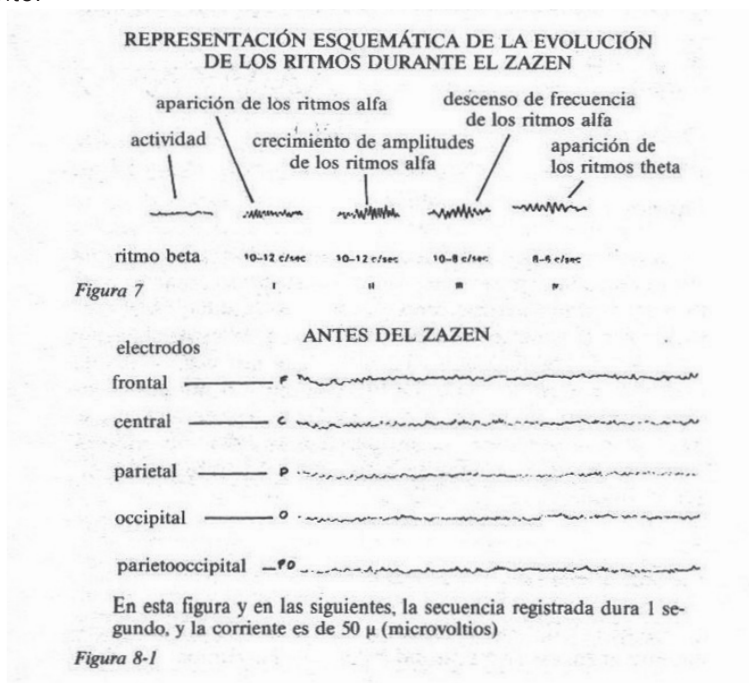 REPRESENTACIÓN ESQUEMÁTICA DE LA EVOLUCIÓN
DE LOS RITMOS DURANTE EL ZAZEN
aparición de los ritmos alfa
descenso de frecuencia
de los ritmos alfa
actividad
crecimiento de amplitudes
de los ritmos alfa
aparición de
los ritmos theta
ritmo beta 10-12 c/sec 10-12 c/sec 10-8 c/sec 8-6 c/sec
I II III IV
Figura 7
ANTES DEL ZAZEN
electrodos
frontal F
central C
parietal P
occipital O
parietooccipital PO
En esta figura y en las siguientes, la secuencia registrada dura 1 se-
gundo, y la corriente es de 50 µ (microvoltios)
Figura 8-1